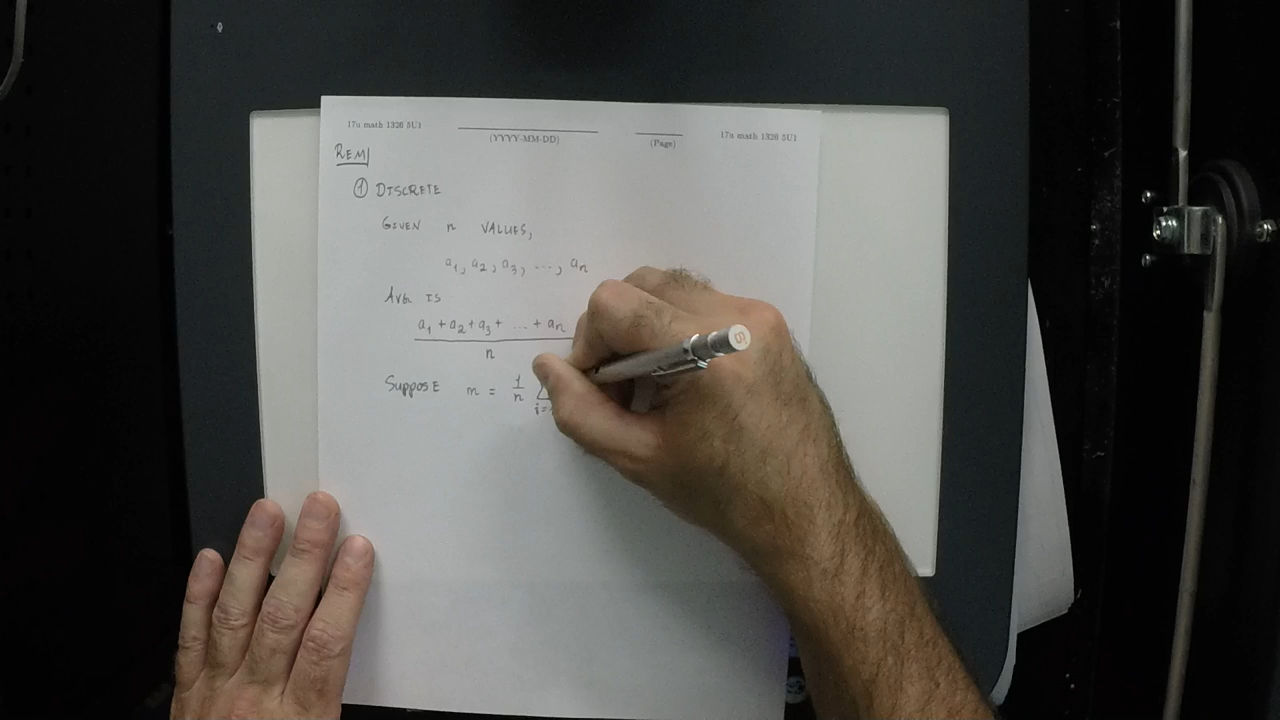 17u math 1326 5U1 (YYYY-MM-DD) (Page) 17u math 1326 5U1
REM
① DISCRETE
GIVEN n VALUES,
a₁, a₂, a₃, ..., aₙ
AVG. IS
a₁ + a₂ + a₃ + ... + aₙ
n
SUPPOSE m = 1/n ∑ i=